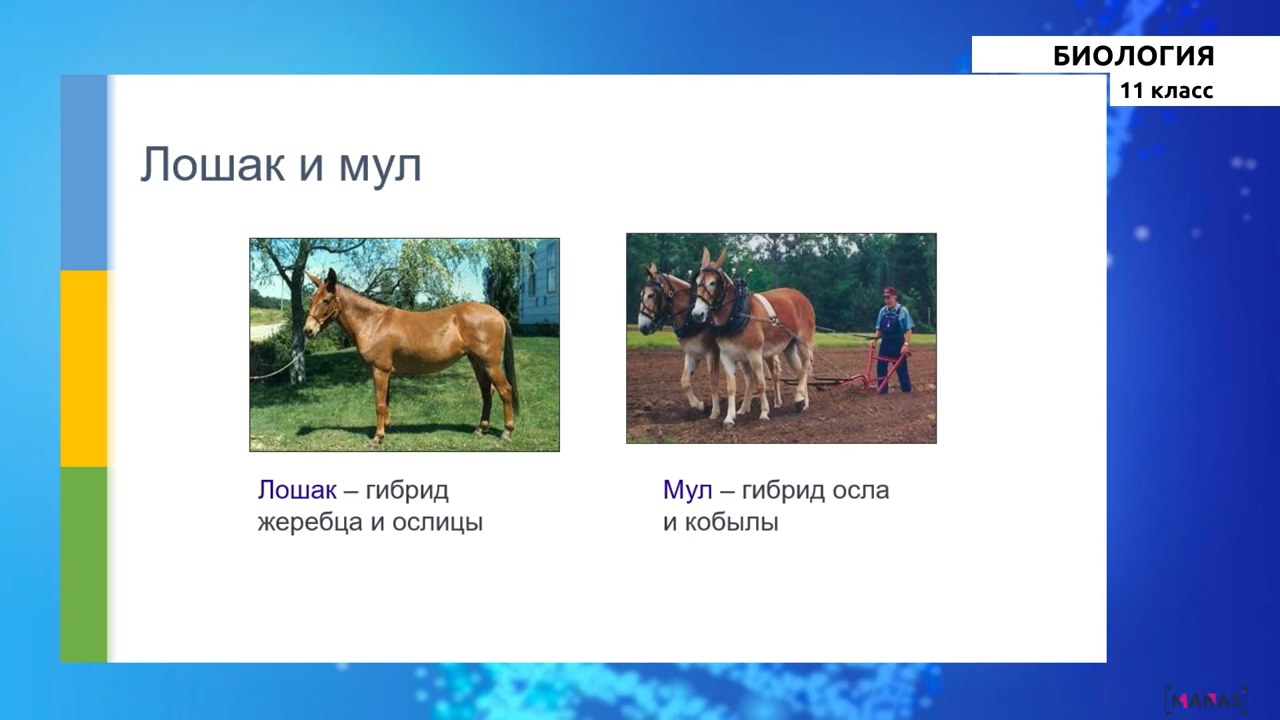 БИОЛОГИЯ
11 класс
Лошак и мул
Лошак – гибрид
жеребца и ослицы
Мул – гибрид осла
и кобылы
MANAS